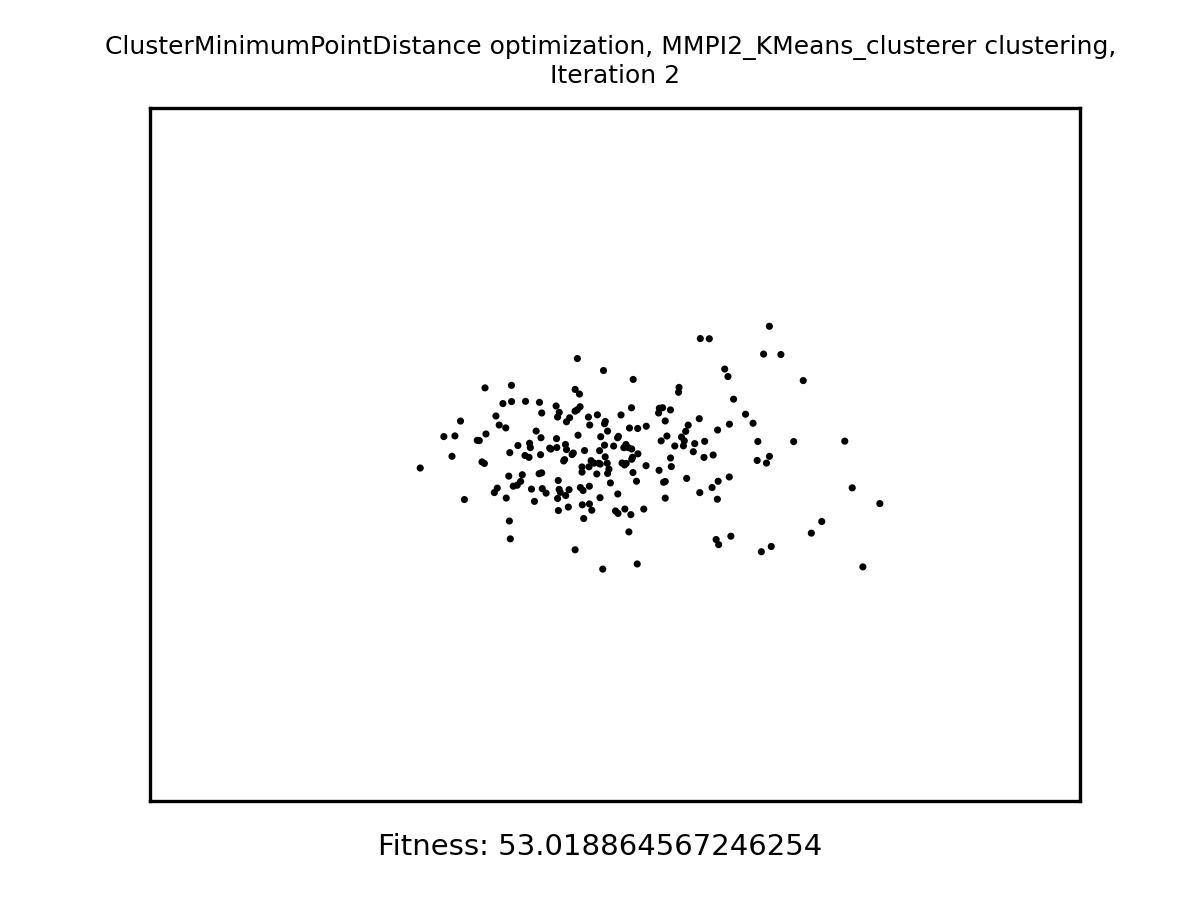 ClusterMinimumPointDistance optimization, MMPI2_KMeans_clusterer clustering,
Iteration 2
Fitness: 53.018864567246254